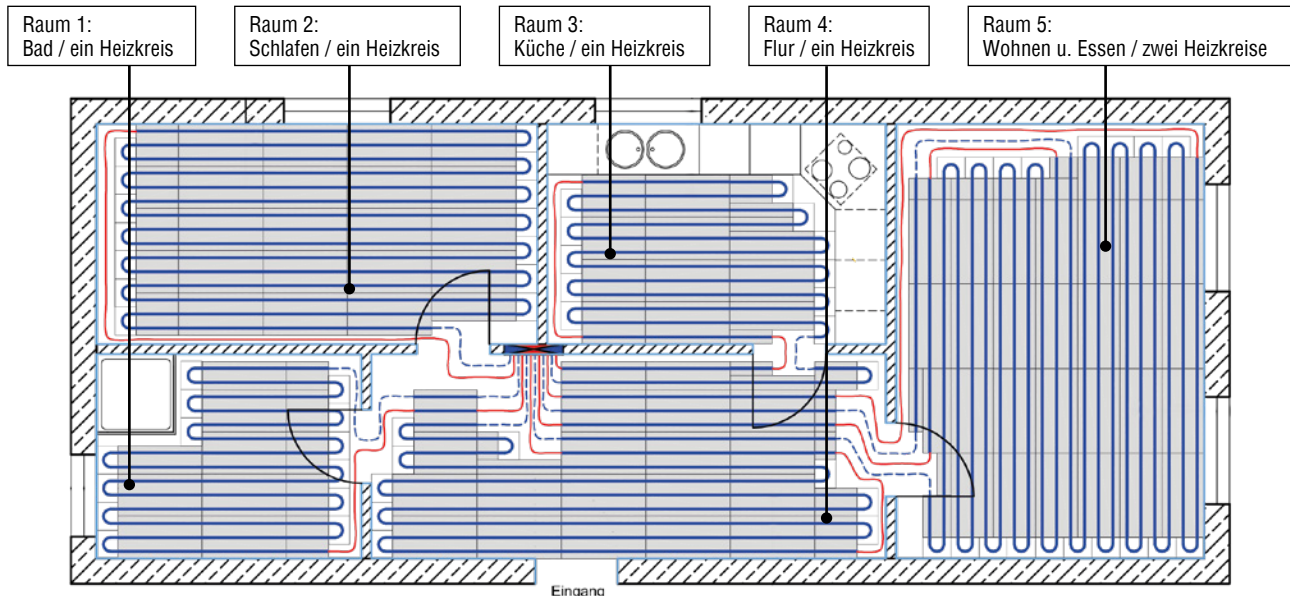 Raum 1:
Bad / ein Heizkreis
Raum 2:
Schlafen / ein Heizkreis
Raum 3:
Küche / ein Heizkreis
Raum 4:
Flur / ein Heizkreis
Raum 5:
Wohnen u. Essen / zwei Heizkreise
Eingang